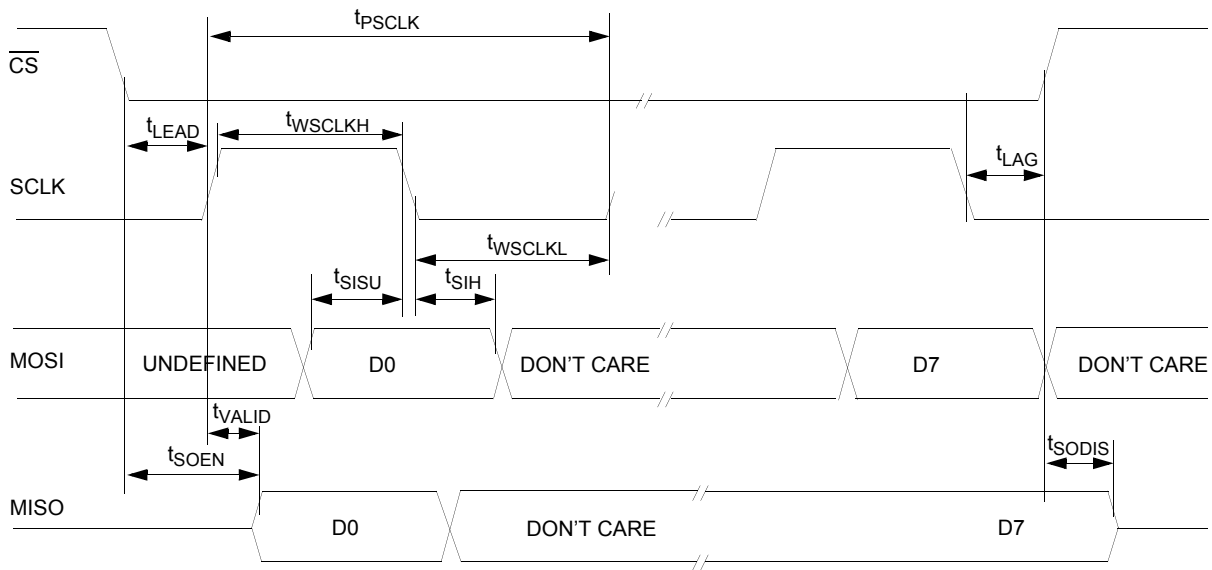 tPSCLK
CS
tLEAD
tWSCLKH
tLAG
SCLK
tWSCLKL
tSISU
tSIH
MOSI
UNDEFINED
D0
DON'T CARE
D7
DON'T CARE
tVALID
tSOEN
tSODIS
MISO
D0
DON'T CARE
D7